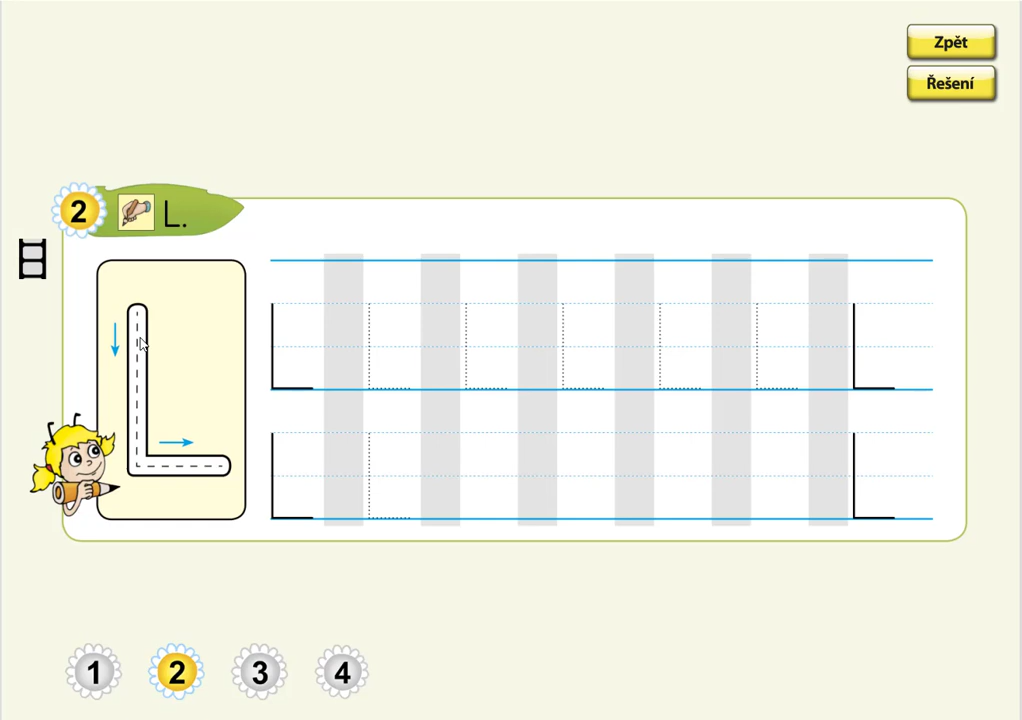 Zpět
Řešení
2 L.
L
L L L L L L L
L L L
1 2 3 4